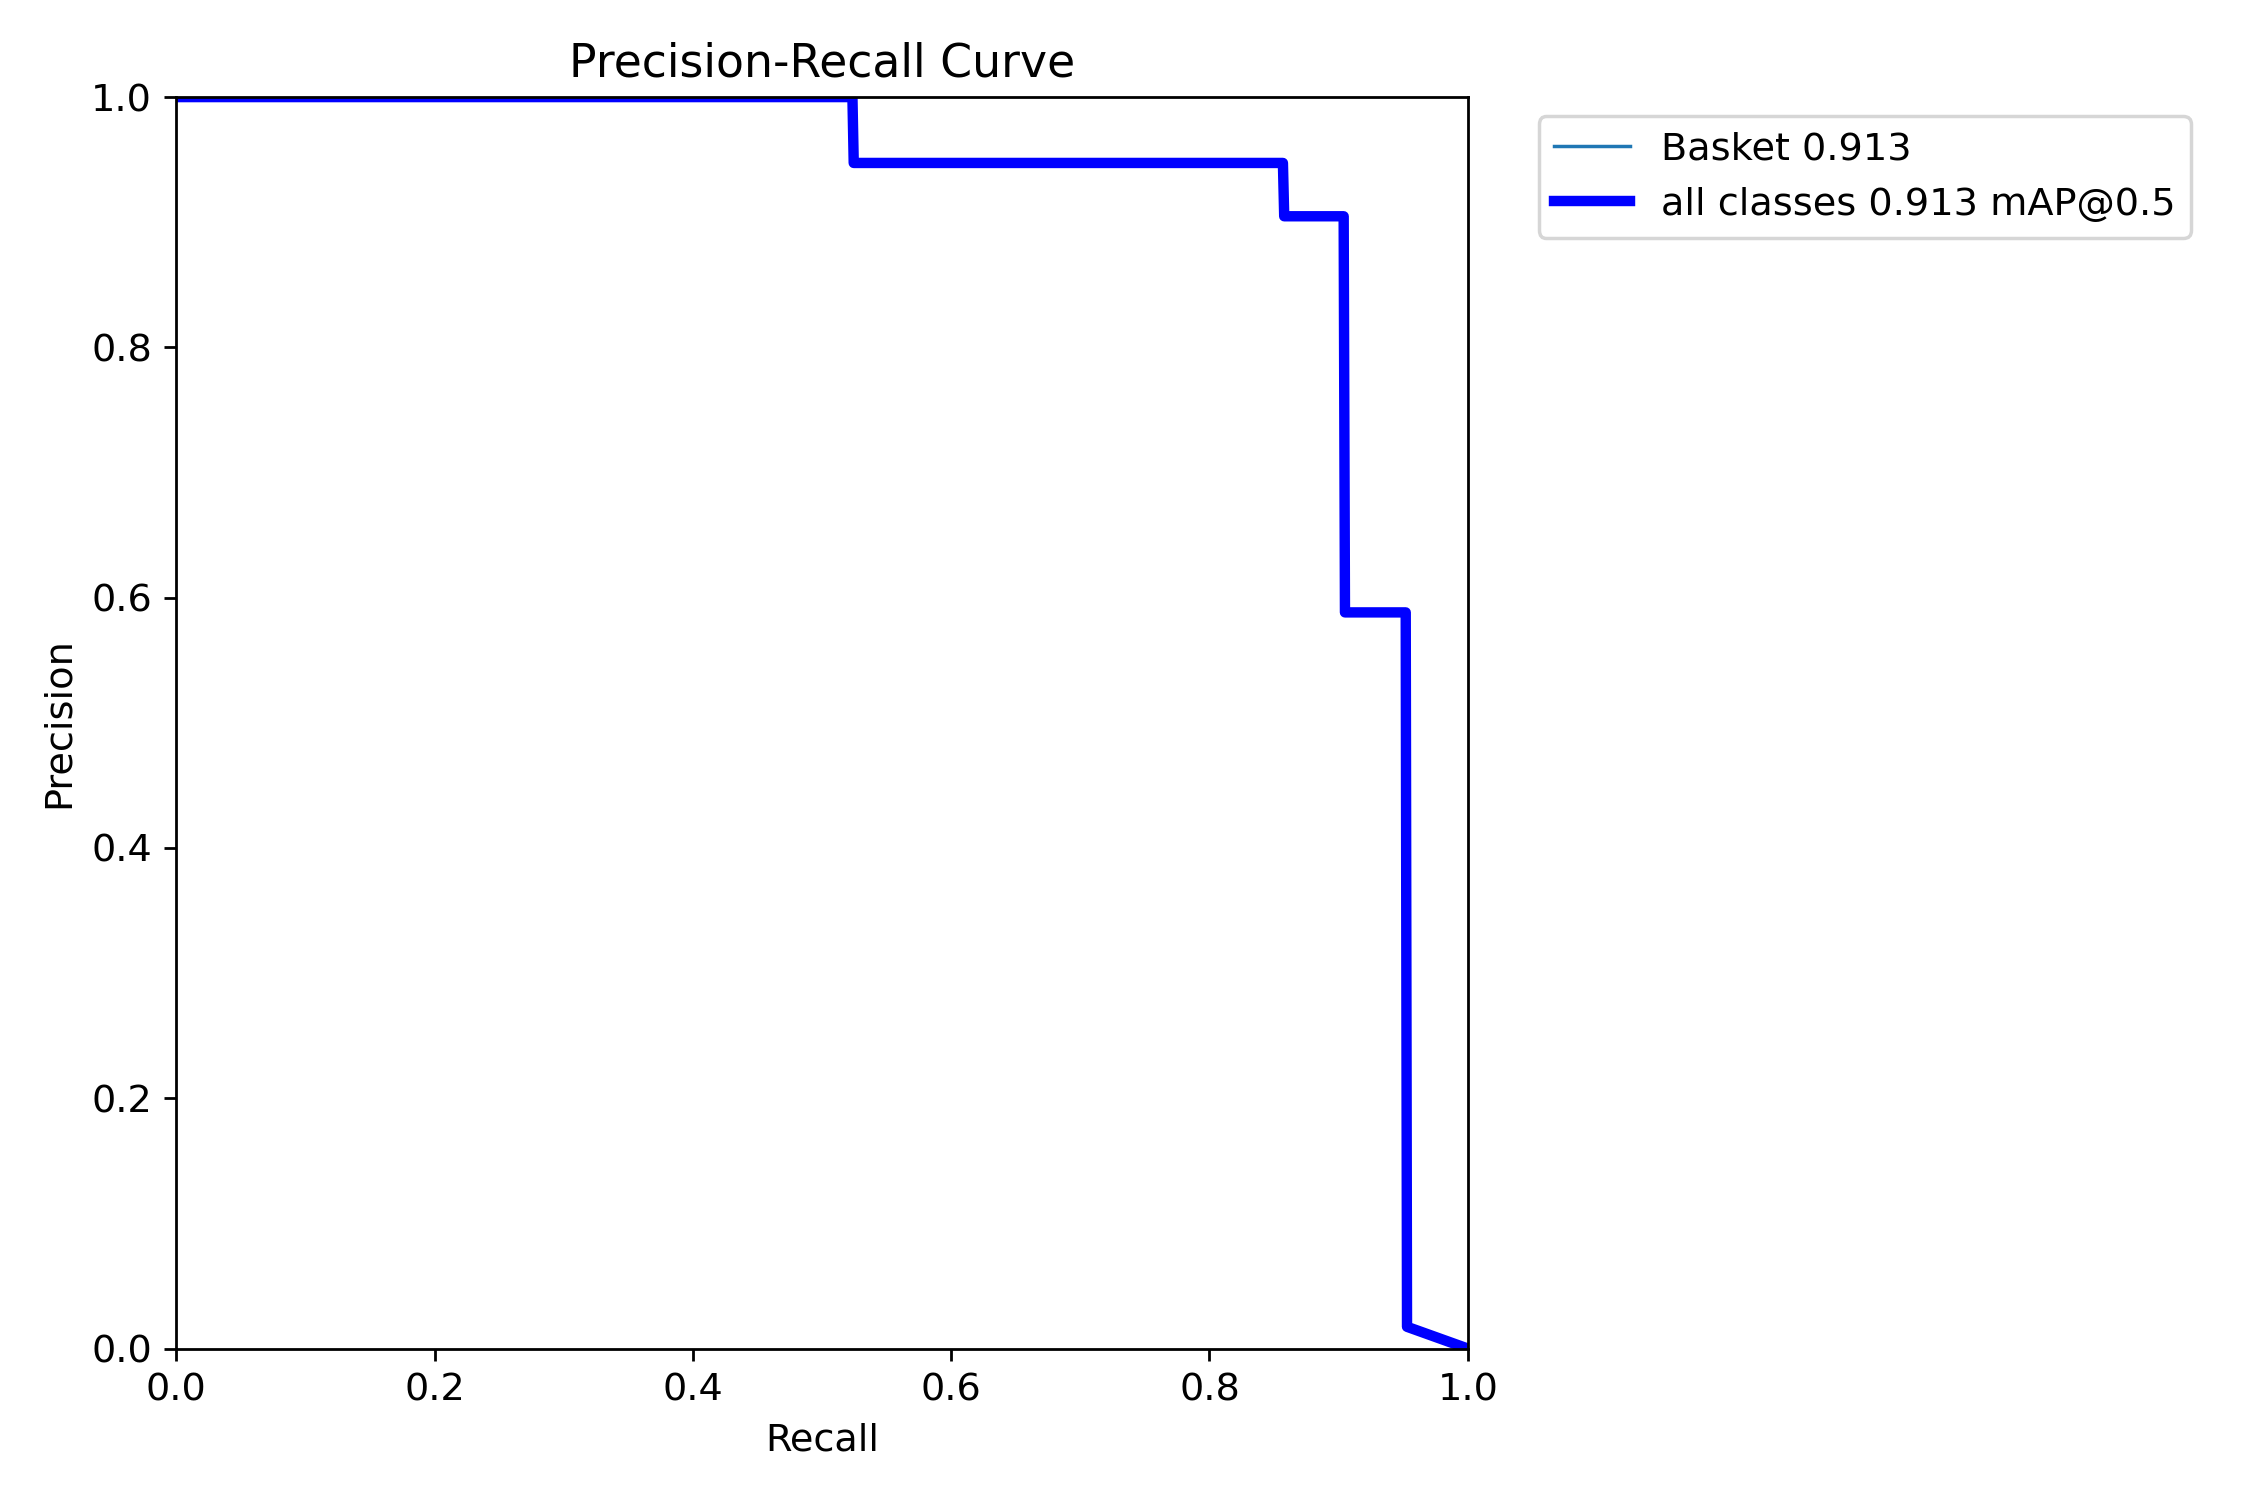 Precision-Recall Curve
1.0
0.8
0.6
0.4
0.2
0.0
Precision
0.0 0.2 0.4 0.6 0.8 1.0
Recall
Basket 0.913
all classes 0.913 mAP@0.5